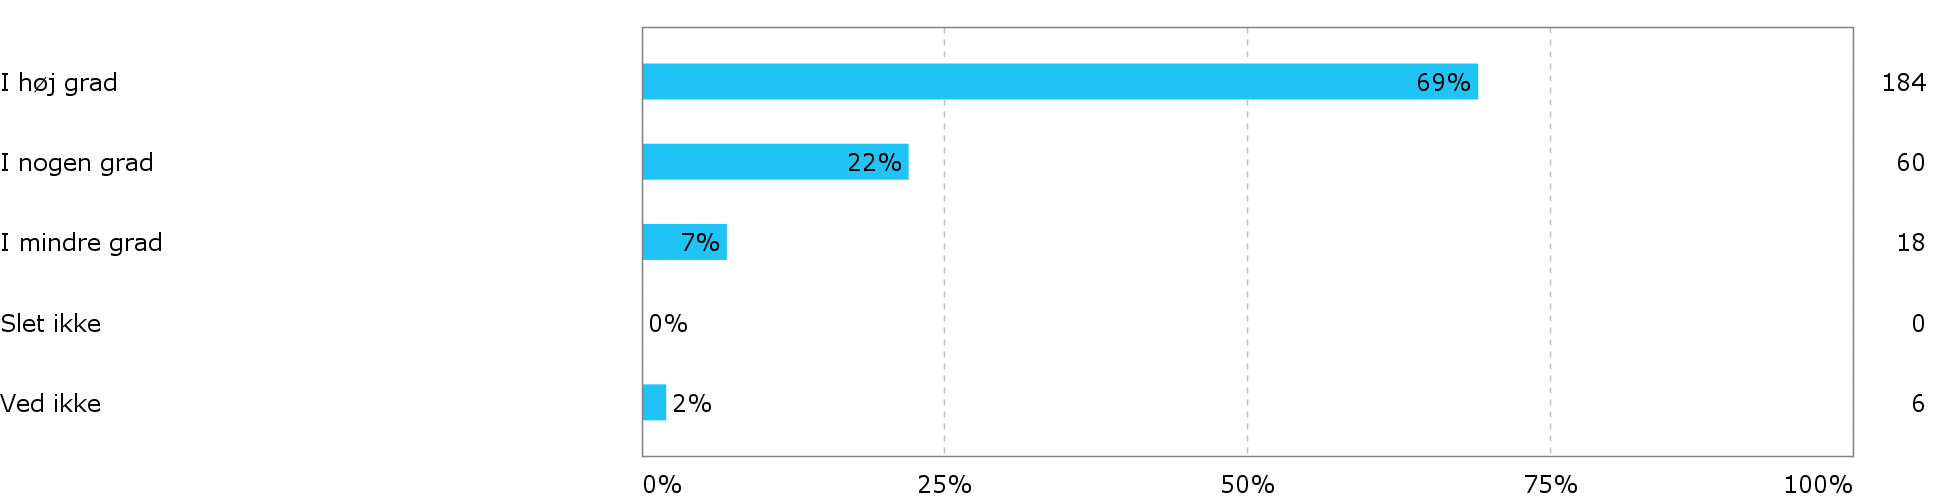 I høj grad 69% 184
I nogen grad 22% 60
I mindre grad 7% 18
Slet ikke 0% 0
Ved ikke 2% 6
0% 25% 50% 75% 100%